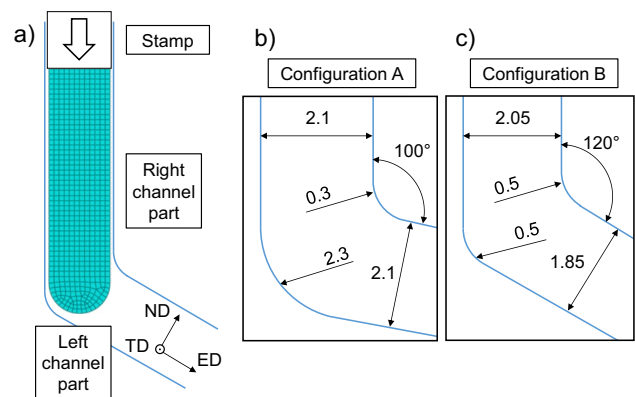 a)
Stamp
Right
channel
part
Left
channel
part
ND
TD
ED
b)
Configuration A
2.1
100°
0.3
2.3
2.1
c)
Configuration B
2.05
120°
0.5
0.5
1.85